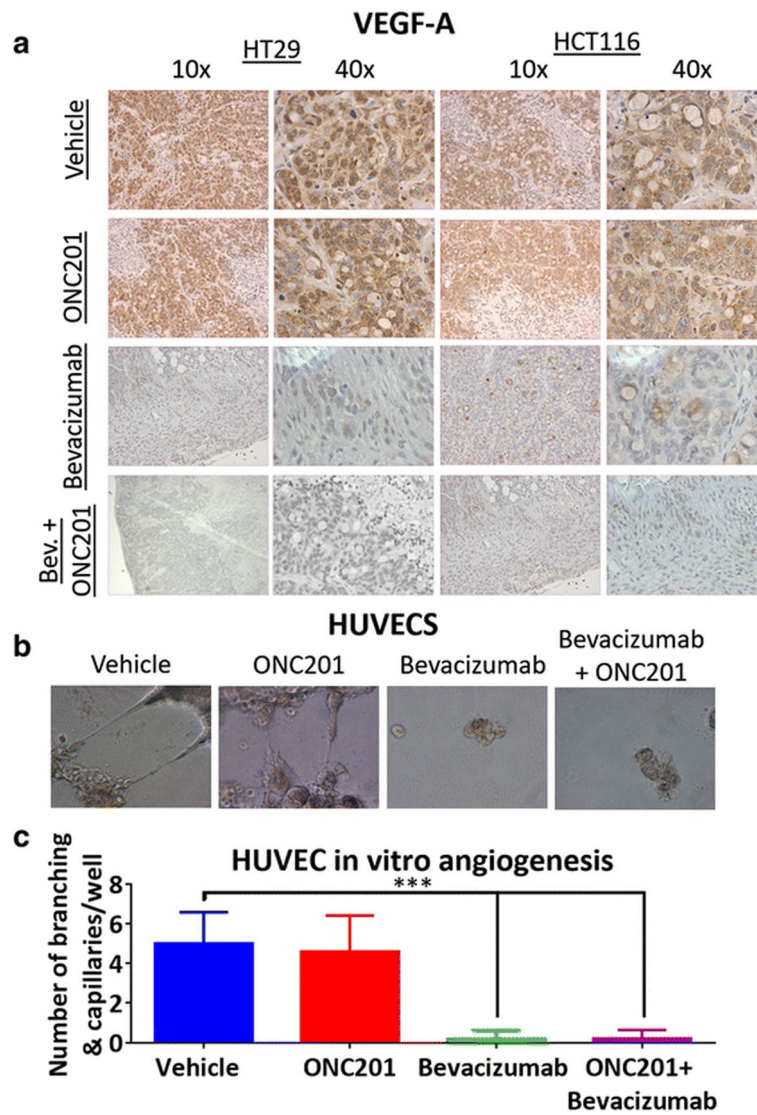 VEGF-A
a
HT29
HCT116
10x
40x
10x
40x
Vehicle
ONC201
Bevacizumab
Bev. +
ONC201
HUVECS
b
Vehicle
ONC201
Bevacizumab
Bevacizumab
+ ONC201
c
HUVEC in vitro angiogenesis
***
Number of branching
& capillaries/well
8
6
4
2
0
Vehicle
ONC201
Bevacizumab
ONC201+
Bevacizumab